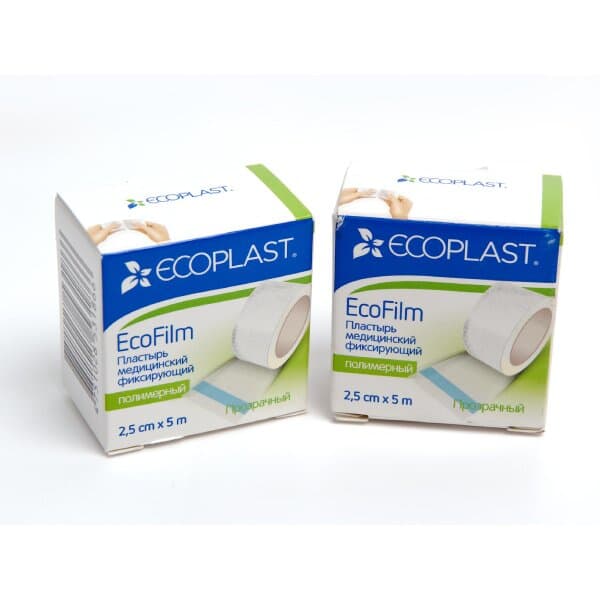 ECOPLAST®
ECOPLAST®
EcoFilm
Пластырь
медицинский
фиксирующий
полимерный
Прозрачный
2,5 cm x 5 m
ECOPLAST®
ECOPLAST®
EcoFilm
Пластырь
медицинский
фиксирующий
полимерный
Прозрачный
2,5 cm x 5 m